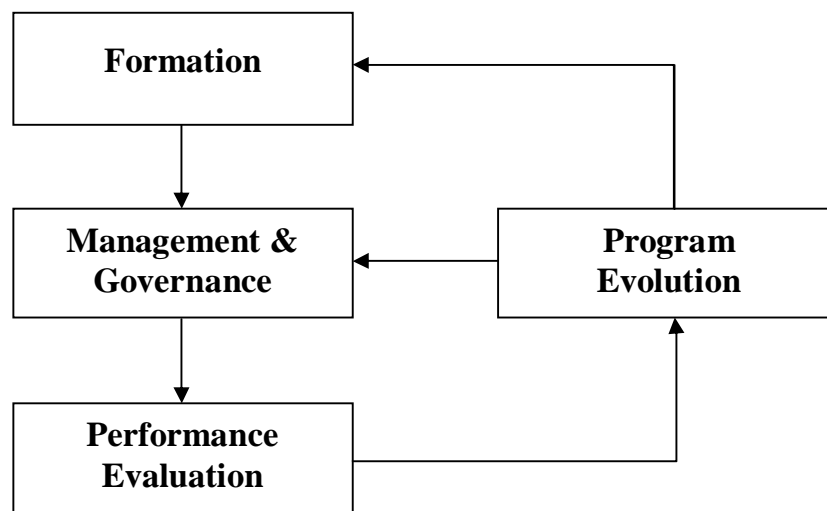 Formation
Management &
Governance
Program
Evolution
Performance
Evaluation